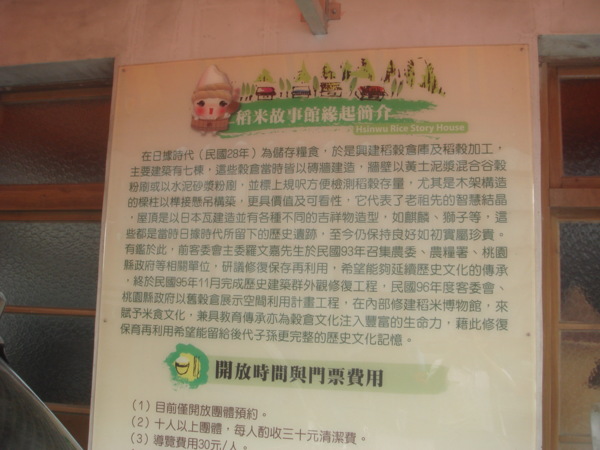 稻米故事館緣起簡介
Hsinwu Rice Story House
在日據時代（民國28年）為儲存糧食，於是興建稻穀倉庫及稻穀加工，
主要建築有七棟，這些穀倉當時皆以磚牆建造，牆壁以黃土泥漿混合谷穀
粉刷或以水泥砂漿粉刷，並標上規呎方便檢測稻穀存量，尤其是木架構造
的樑柱以榫接懸吊構築，更具價值及可看性，它代表了老祖先的智慧結晶
，屋頂是以日本瓦建造並有各種不同的吉祥物造型，如麒麟、獅子等，這
些都是當時日據時代所留下的歷史遺跡，至今仍保持良好如初實屬珍貴。
有鑑於此，前客委會主委羅文嘉先生於民國93年召集農委、農糧署、桃園
縣政府等相關單位，研議修復保存再利用，希望能夠延續歷史文化的傳承
，終於民國95年11月完成歷史建築群外觀修復工程，民國96年度客委會、
桃園縣政府以舊穀倉展示空間利用計畫工程，在內部修建稻米博物館，來
賦予米食文化，兼具教育傳承亦為穀倉文化注入豐富的生命力，藉此修復
保育再利用希望能留給後代子孫更完整的歷史文化記憶。
開放時間與門票費用
（1）目前僅開放團體預約。
（2）十人以上團體，每人酌收三十元清潔費。
（3）導覽費用30元/人。